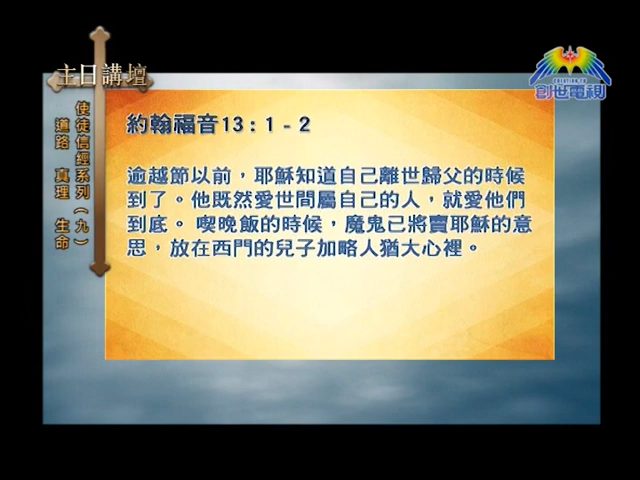 主日講壇
使徒信經系列（九）
道路 真理 生命
CREATION TV
創世電視
約翰福音13：1－2
逾越節以前，耶穌知道自己離世歸父的時候
到了。他既然愛世間屬自己的人，就愛他們
到底。 喫晚飯的時候，魔鬼已將賣耶穌的意
思，放在西門的兒子加略人猶大心裡。